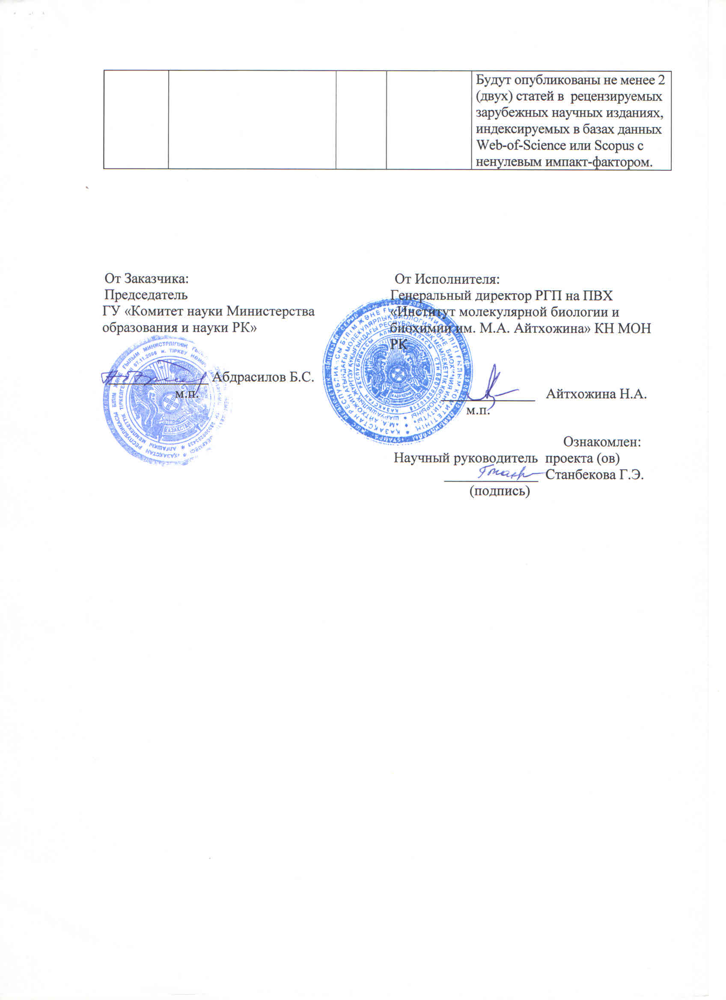 Будут опубликованы не менее 2
(двух) статей в рецензируемых
зарубежных научных изданиях,
индексируемых в базах данных
Web-of-Science или Scopus с
ненулевым импакт-фактором.
От Заказчика:
Председатель
ГУ «Комитет науки Министерства
образования и науки РК»
Абдрасилов Б.С.
м.п.
От Исполнителя:
Генеральный директор РГП на ПВХ
«Институт молекулярной биологии и
биохимии им. М.А. Айтхожина» КН МОН
РК
Айтхожина Н.А.
м.п.
Ознакомлен:
Научный руководитель проекта (ов)
Станбекова Г.Э.
(подпись)
ҚАЗАҚСТАН
ҚАЗАҚСТАН